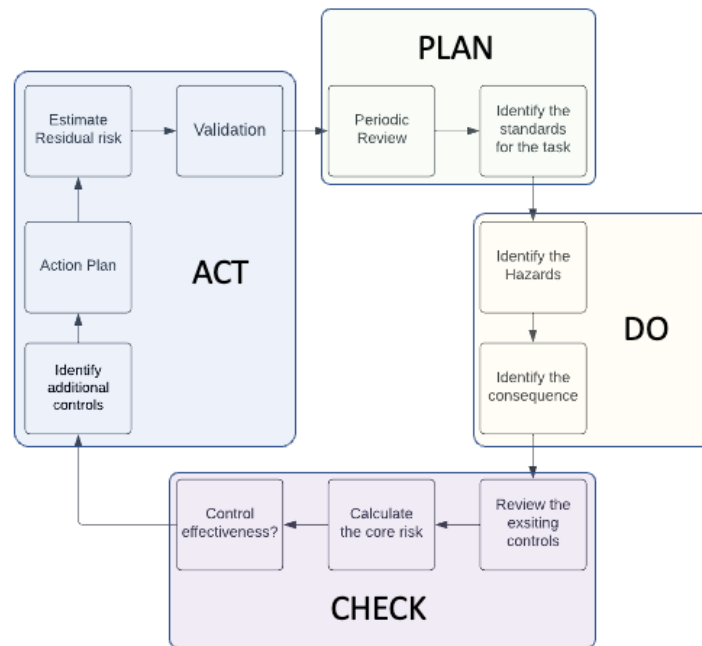 PLAN
Periodic
Review
Identify the
standards
for the task
DO
Identify the
Hazards
Identify the
consequence
CHECK
Review the
exsiting
controls
Calculate
the core risk
Control
effectiveness?
ACT
Identify
additional
controls
Action Plan
Estimate
Residual risk
Validation